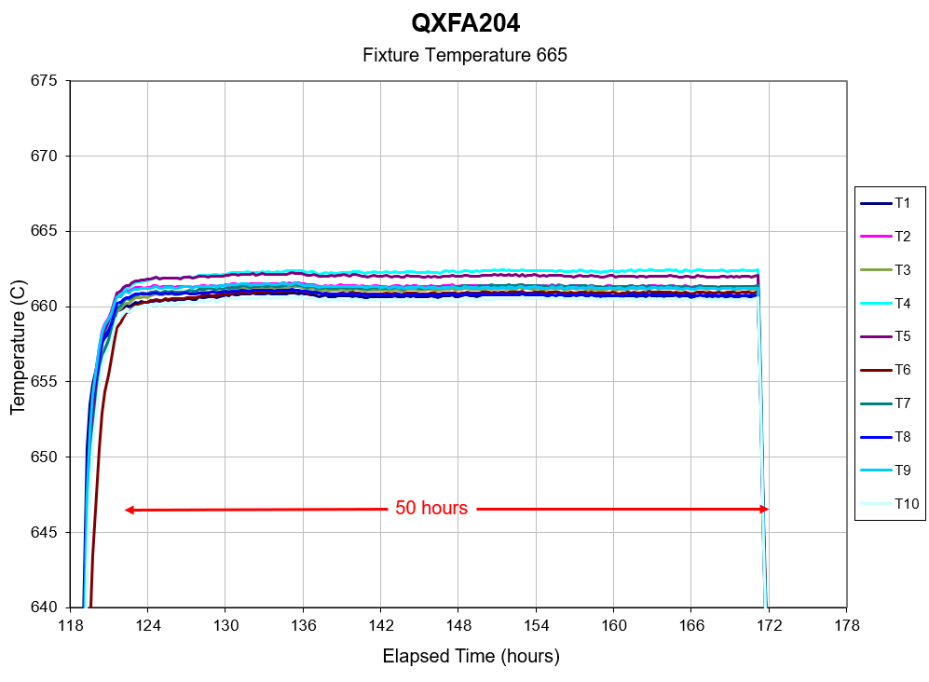 QXFA204
Fixture Temperature 665
675
670
665
660
655
650
645
640
Temperature (C)
50 hours
118 124 130 136 142 148 154 160 166 172 178
Elapsed Time (hours)
T1
T2
T3
T4
T5
T6
T7
T8
T9
T10